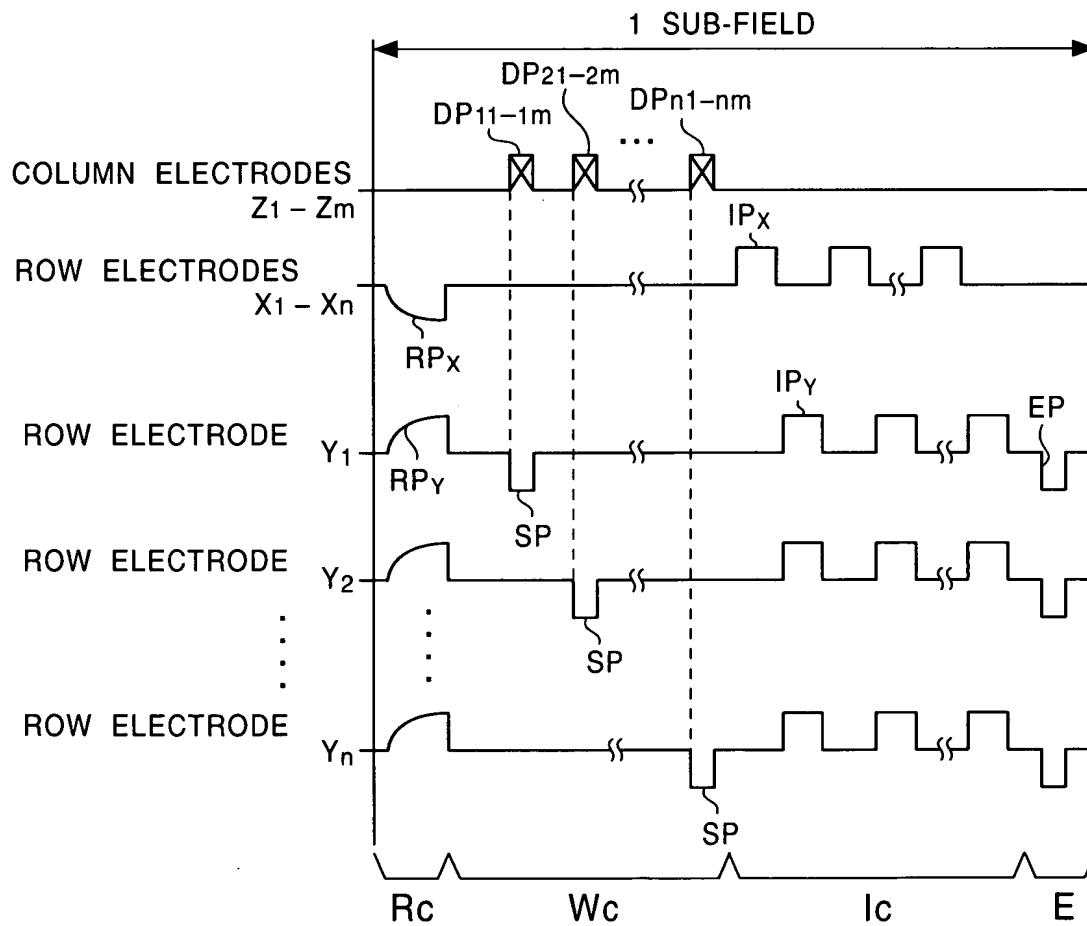 1 SUB-FIELD
DP21-2m
DP11-1m
DPn1-nm
...
COLUMN ELECTRODES
Z1 – Zm
IPX
ROW ELECTRODES
X1 – Xn
RPX
IPY
EP
ROW ELECTRODE Y1
RPY
SP
ROW ELECTRODE Y2
SP
ROW ELECTRODE Yn
SP
Rc Wc Ic E